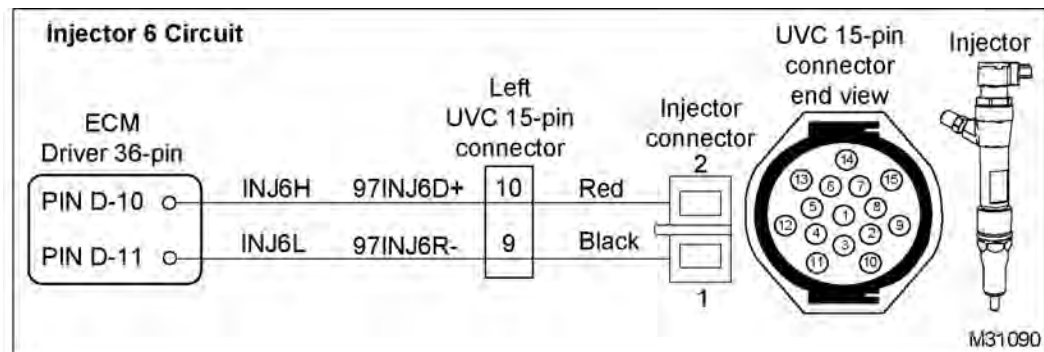 Injector 6 Circuit
ECM
Driver 36-pin
PIN D-10
PIN D-11
INJ6H
97INJ6D+
INJ6L
97INJ6R-
Left
UVC 15-pin
connector
10
9
Red
Black
Injector
connector
2
1
UVC 15-pin
connector
end view
14
13
6
7
15
5
8
1
12
4
2
9
3
11
10
Injector
M31090